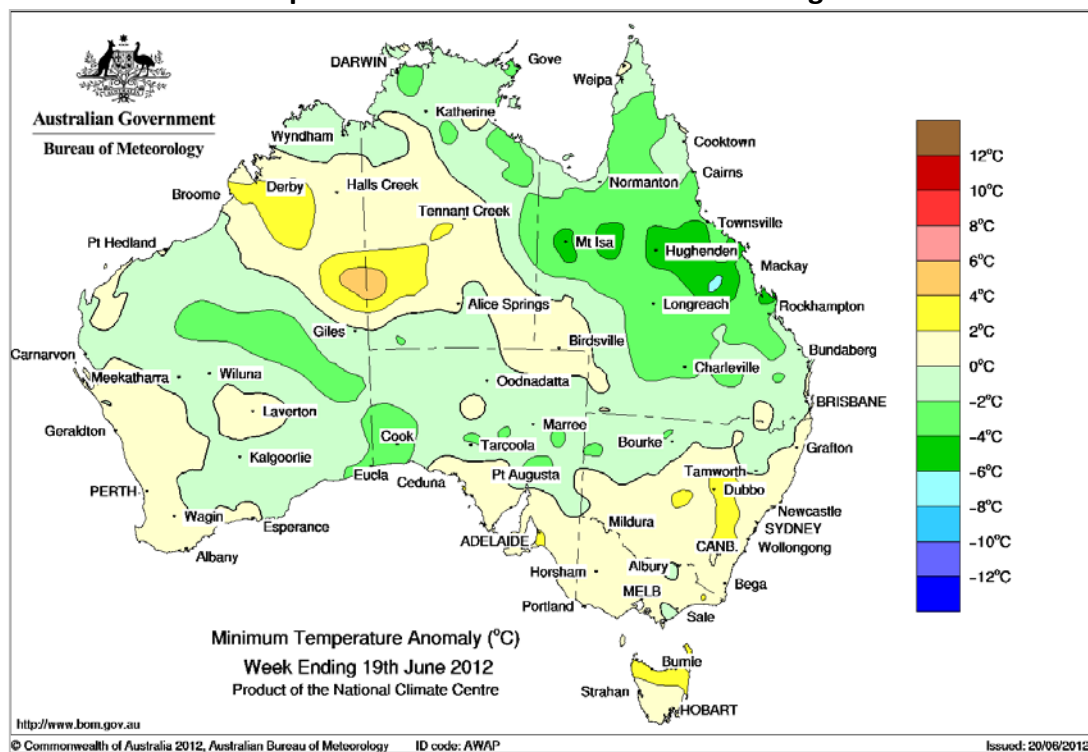 Australian Government
Bureau of Meteorology
DARWIN
Gove
Weipa
Katherine
Wyndham
Cooktown
Cairns
Normanton
Broome
Derby
Halls Creek
Tennant Creek
Townsville
Pt Hedland
Mt Isa
Hughenden
Mackay
Alice Springs
Longreach
Rockhampton
Giles
Birdsville
Bundaberg
Carnarvon
Meekatharra
Wiluna
Oodnadatta
Charleville
BRISBANE
Laverton
Geraldton
Marree
Cook
Tarcoola
Bourke
Grafton
Kalgoorlie
Eucla
Ceduna
Pt Augusta
Tamworth
Dubbo
PERTH
Wagin
Esperance
Mildura
Newcastle
SYDNEY
Albany
ADELAIDE
CANB.
Wollongong
Horsham
Albury
Bega
Portland
MELB
Sale
Burnie
Strahan
HOBART
12°C
10°C
8°C
6°C
4°C
2°C
0°C
-2°C
-4°C
-6°C
-8°C
-10°C
-12°C
Minimum Temperature Anomaly (°C)
Week Ending 19th June 2012
Product of the National Climate Centre
http://www.bom.gov.au
© Commonwealth of Australia 2012, Australian Bureau of Meteorology ID code: AWAP Issued: 20/06/2012